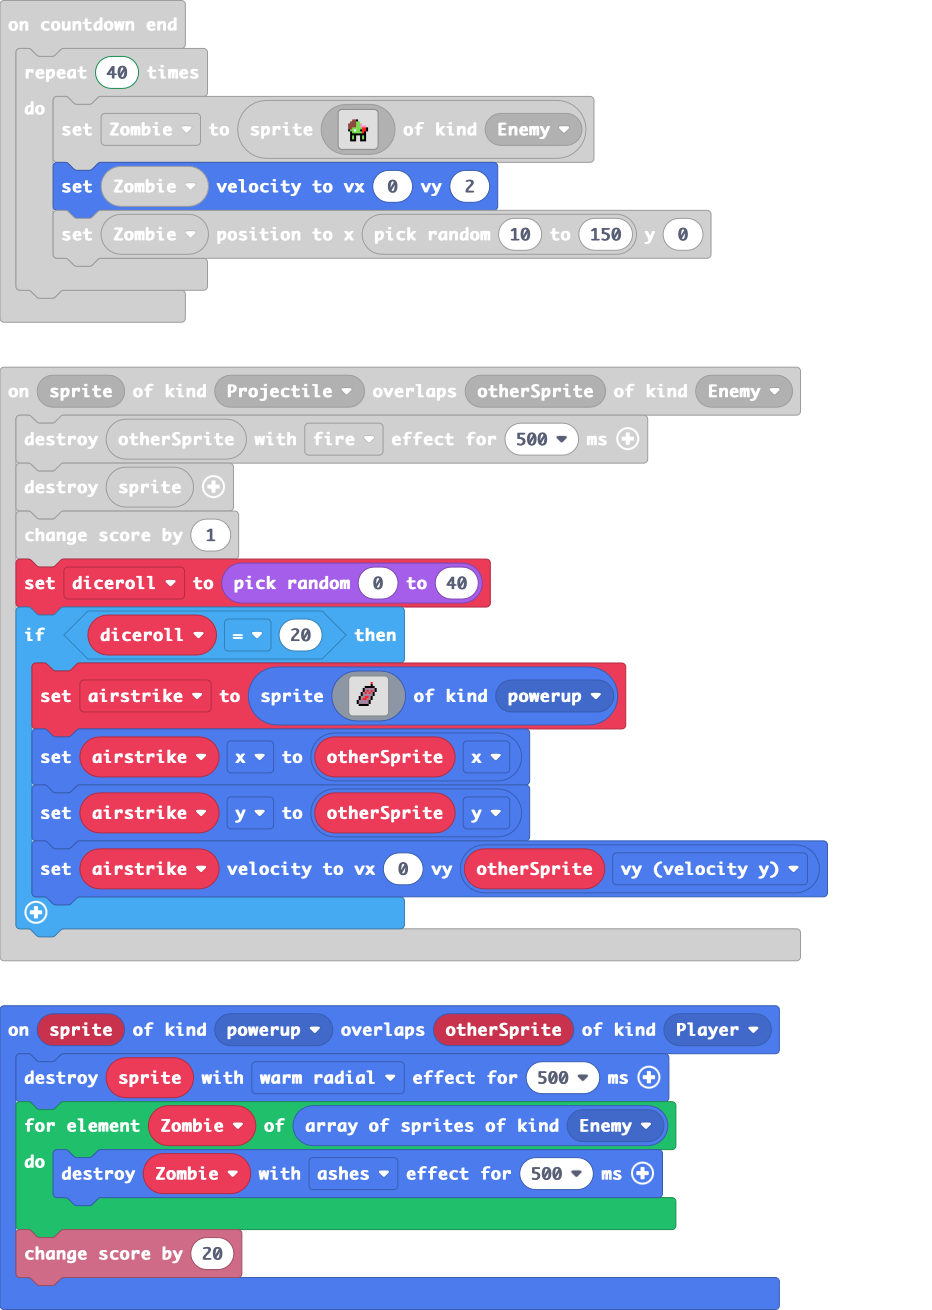 on countdown end
repeat 40 times
do
set Zombie to sprite of kind Enemy
set Zombie velocity to vx 0 vy 2
set Zombie position to x pick random 10 to 150 y 0
on sprite of kind Projectile overlaps otherSprite of kind Enemy
destroy otherSprite with fire effect for 500 ms
destroy sprite
change score by 1
set diceroll to pick random 0 to 40
if diceroll = 20 then
set airstrike to sprite of kind powerup
set airstrike x to otherSprite x
set airstrike y to otherSprite y
set airstrike velocity to vx 0 vy otherSprite vy (velocity y)
on sprite of kind powerup overlaps otherSprite of kind Player
destroy sprite with warm radial effect for 500 ms
for element Zombie of array of sprites of kind Enemy
do
destroy Zombie with ashes effect for 500 ms
change score by 20